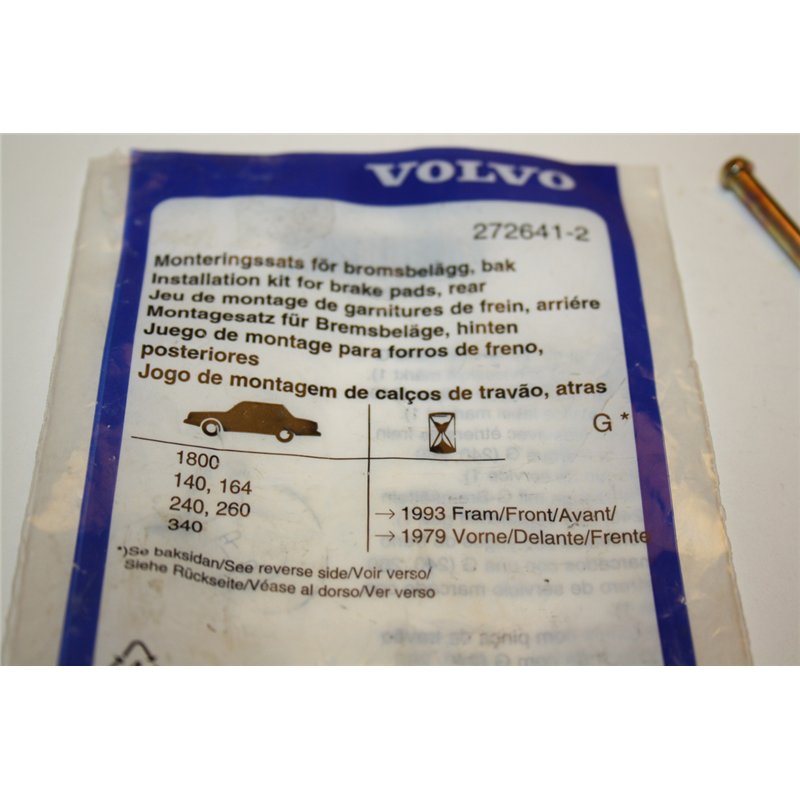 VOLVO
272641-2
Monteringssats för bromsbelägg, bak
Installation kit for brake pads, rear
Jeu de montage de garnitures de frein, arriére
Montagesatz für Bremsbeläge, hinten
Juego de montage para forros de freno,
posteriores
Jogo de montagem de calços de travão, atras
G *
1800
140, 164
240, 260 → 1993 Fram/Front/Avant/
340 → 1979 Vorne/Delante/Frente
*)Se baksidan/See reverse side/Voir verso/
Siehe Rückseite/Véase al dorso/Ver verso